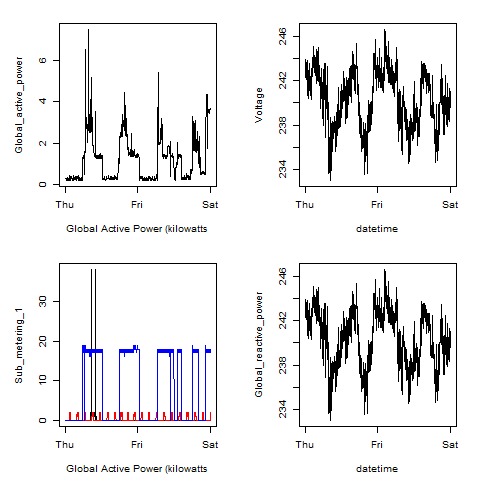 Global_active_power
0 2 4 6
Thu Fri Sat
Global Active Power (kilowatts
Voltage
234 238 242 246
Thu Fri Sat
datetime
Sub_metering_1
0 10 20 30
Thu Fri Sat
Global Active Power (kilowatts
Global_reactive_power
234 238 242 246
Thu Fri Sat
datetime